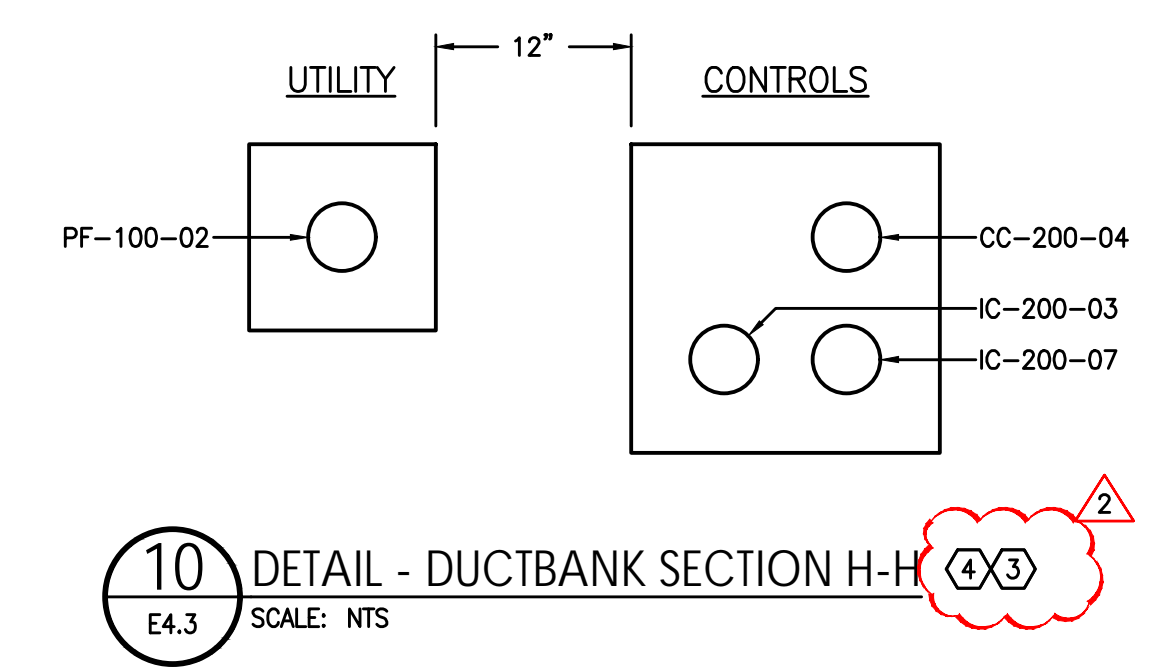 12”
UTILITY
CONTROLS
PF-100-02
CC-200-04
IC-200-03
IC-200-07
2
10
DETAIL - DUCTBANK SECTION H-H
4 3
E4.3
SCALE: NTS